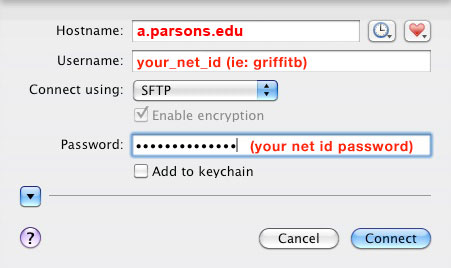 Hostname: a.parsons.edu
Username: your_net_id (ie: griffitb)
Connect using: SFTP
Enable encryption
Password: •••••••••••••• (your net id password)
Add to keychain
? Cancel Connect